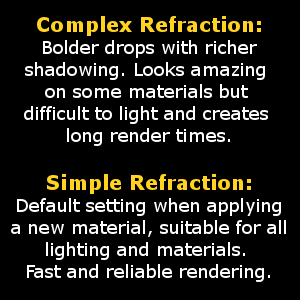 Complex Refraction:
Bolder drops with richer
shadowing. Looks amazing
on some materials but
difficult to light and creates
long render times.
Simple Refraction:
Default setting when applying
a new material, suitable for all
lighting and materials.
Fast and reliable rendering.